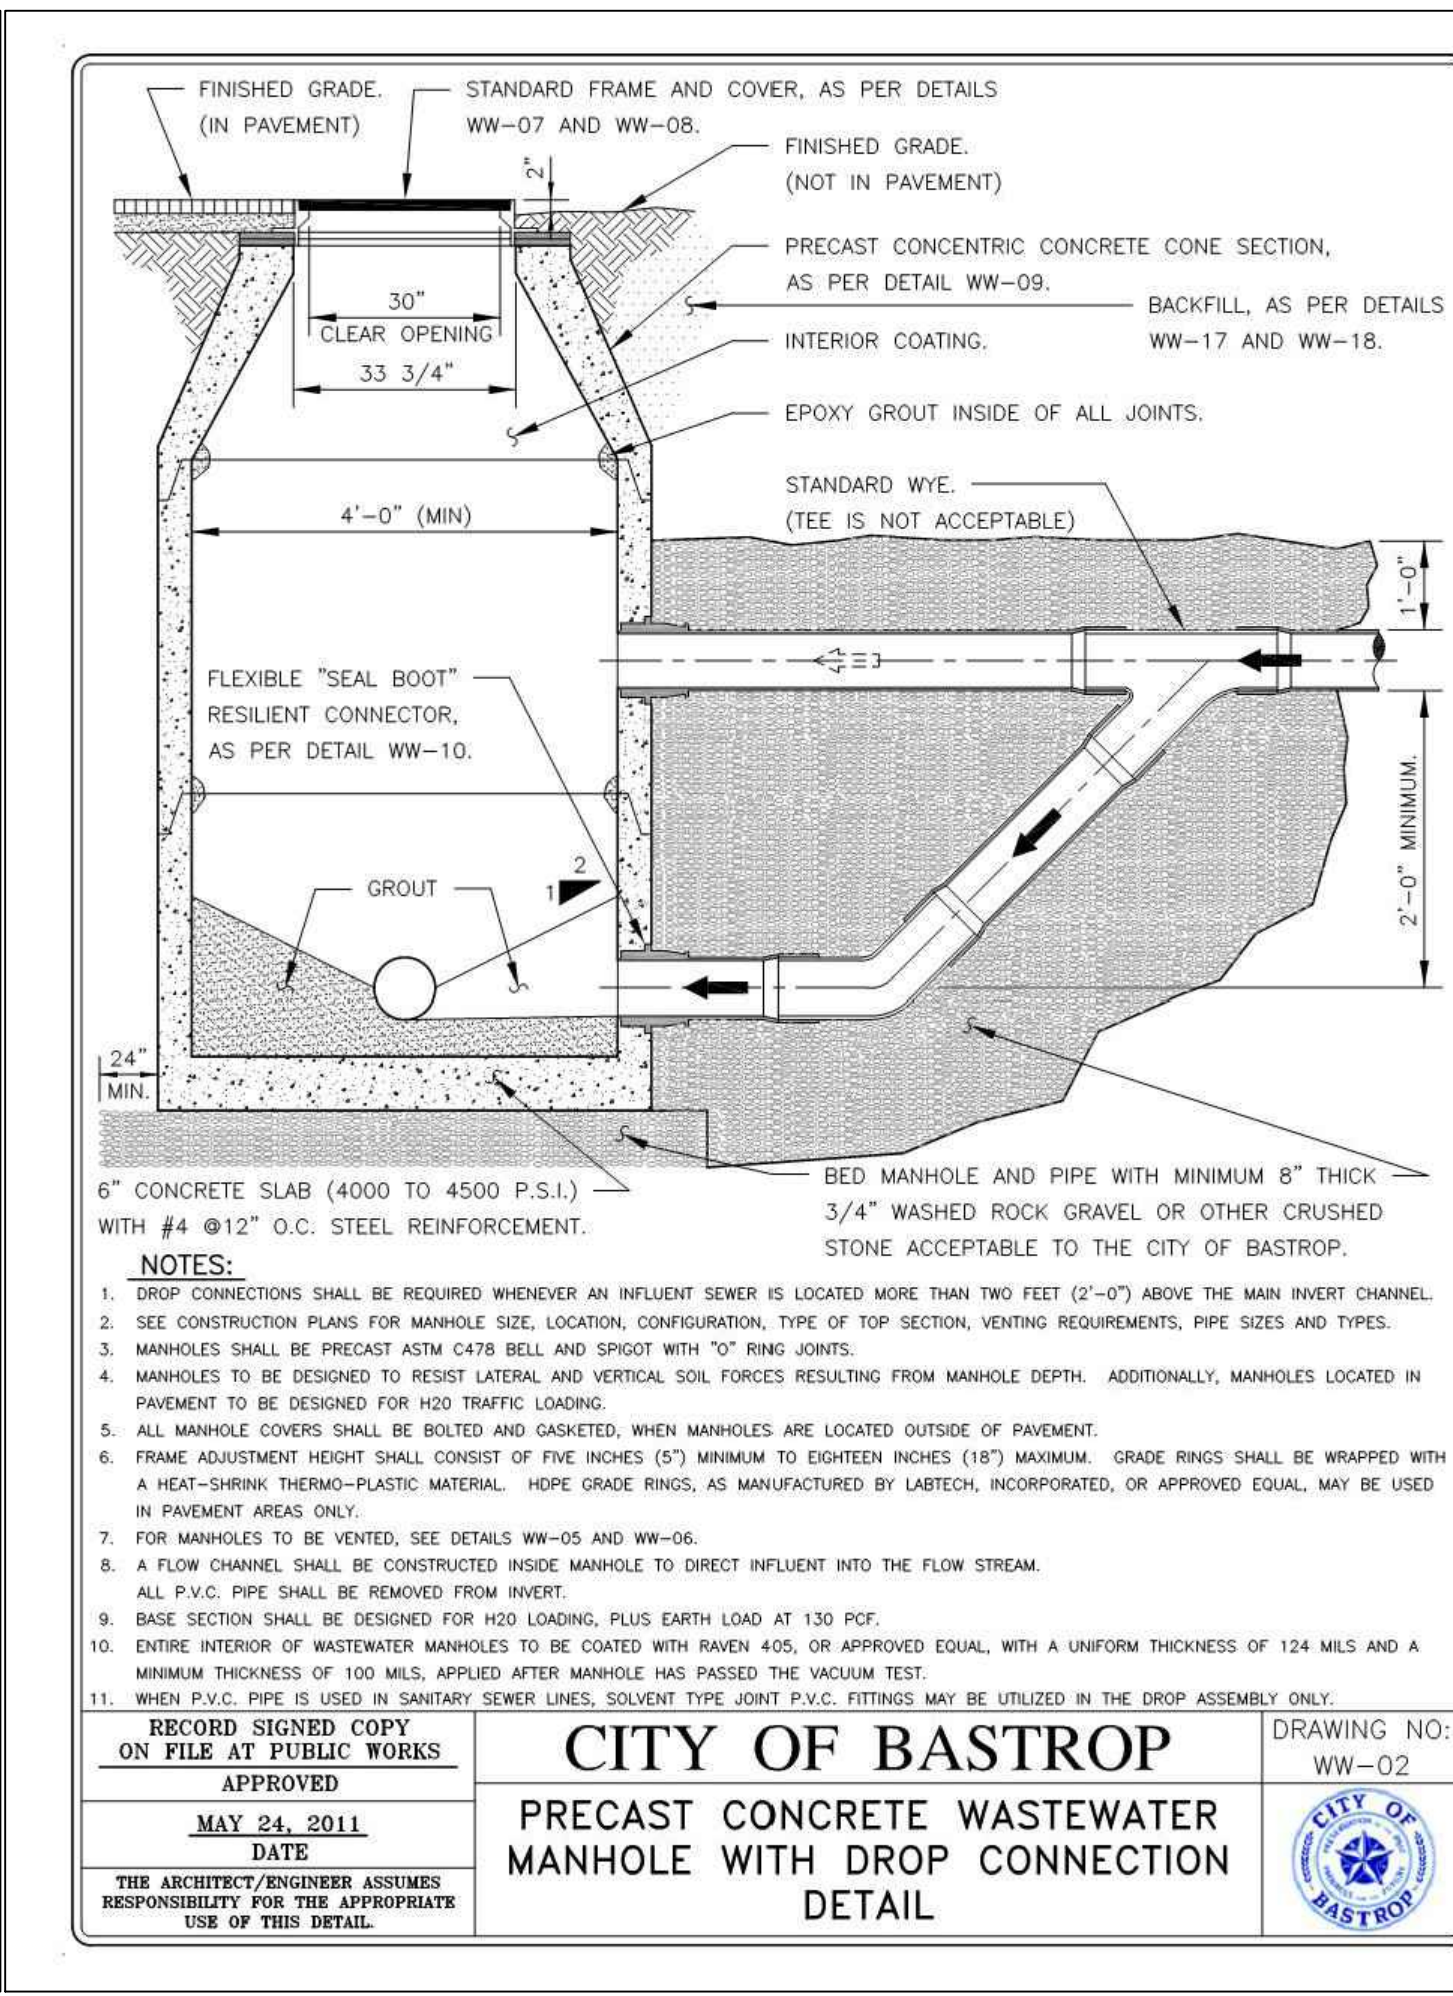 FINISHED GRADE.
(IN PAVEMENT)
STANDARD FRAME AND COVER, AS PER DETAILS
WW-07 AND WW-08.
2"
FINISHED GRADE.
(NOT IN PAVEMENT)
PRECAST CONCENTRIC CONCRETE CONE SECTION,
AS PER DETAIL WW-09.
30"
CLEAR OPENING
BACKFILL, AS PER DETAILS
WW-17 AND WW-18.
INTERIOR COATING.
33 3/4"
EPOXY GROUT INSIDE OF ALL JOINTS.
STANDARD WYE.
(TEE IS NOT ACCEPTABLE)
4'-0" (MIN)
1'-0"
FLEXIBLE "SEAL BOOT"
RESILIENT CONNECTOR,
AS PER DETAIL WW-10.
2'-0" MINIMUM.
GROUT
2
1
24"
MIN.
6" CONCRETE SLAB (4000 TO 4500 P.S.I.)
WITH #4 @12" O.C. STEEL REINFORCEMENT.
BED MANHOLE AND PIPE WITH MINIMUM 8" THICK
3/4" WASHED ROCK GRAVEL OR OTHER CRUSHED
STONE ACCEPTABLE TO THE CITY OF BASTROP.
NOTES:
1. DROP CONNECTIONS SHALL BE REQUIRED WHENEVER AN INFLUENT SEWER IS LOCATED MORE THAN TWO FEET (2'-0") ABOVE THE MAIN INVERT CHANNEL.
2. SEE CONSTRUCTION PLANS FOR MANHOLE SIZE, LOCATION, CONFIGURATION, TYPE OF TOP SECTION, VENTING REQUIREMENTS, PIPE SIZES AND TYPES.
3. MANHOLES SHALL BE PRECAST ASTM C478 BELL AND SPIGOT WITH "O" RING JOINTS.
4. MANHOLES TO BE DESIGNED TO RESIST LATERAL AND VERTICAL SOIL FORCES RESULTING FROM MANHOLE DEPTH. ADDITIONALLY, MANHOLES LOCATED IN
PAVEMENT TO BE DESIGNED FOR H20 TRAFFIC LOADING.
5. ALL MANHOLE COVERS SHALL BE BOLTED AND GASKETED, WHEN MANHOLES ARE LOCATED OUTSIDE OF PAVEMENT.
6. FRAME ADJUSTMENT HEIGHT SHALL CONSIST OF FIVE INCHES (5") MINIMUM TO EIGHTEEN INCHES (18") MAXIMUM. GRADE RINGS SHALL BE WRAPPED WITH
A HEAT-SHRINK THERMO-PLASTIC MATERIAL. HDPE GRADE RINGS, AS MANUFACTURED BY LABTECH, INCORPORATED, OR APPROVED EQUAL, MAY BE USED
IN PAVEMENT AREAS ONLY.
7. FOR MANHOLES TO BE VENTED, SEE DETAILS WW-05 AND WW-06.
8. A FLOW CHANNEL SHALL BE CONSTRUCTED INSIDE MANHOLE TO DIRECT INFLUENT INTO THE FLOW STREAM.
ALL P.V.C. PIPE SHALL BE REMOVED FROM INVERT.
9. BASE SECTION SHALL BE DESIGNED FOR H20 LOADING, PLUS EARTH LOAD AT 130 PCF.
10. ENTIRE INTERIOR OF WASTEWATER MANHOLES TO BE COATED WITH RAVEN 405, OR APPROVED EQUAL, WITH A UNIFORM THICKNESS OF 124 MILS AND A
MINIMUM THICKNESS OF 100 MILS, APPLIED AFTER MANHOLE HAS PASSED THE VACUUM TEST.
11. WHEN P.V.C. PIPE IS USED IN SANITARY SEWER LINES, SOLVENT TYPE JOINT P.V.C. FITTINGS MAY BE UTILIZED IN THE DROP ASSEMBLY ONLY.
RECORD SIGNED COPY
ON FILE AT PUBLIC WORKS
APPROVED
MAY 24, 2011
DATE
THE ARCHITECT/ENGINEER ASSUMES
RESPONSIBILITY FOR THE APPROPRIATE
USE OF THIS DETAIL.
CITY OF BASTROP
PRECAST CONCRETE WASTEWATER
MANHOLE WITH DROP CONNECTION
DETAIL
DRAWING NO:
WW-02
CITY OF
BASTROP